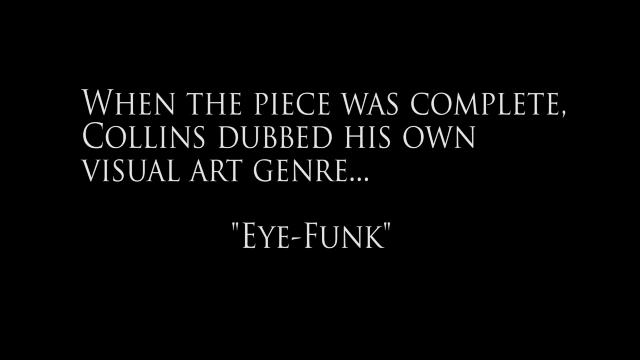 When the piece was complete,
Collins dubbed his own
visual art genre...
"Eye-Funk"